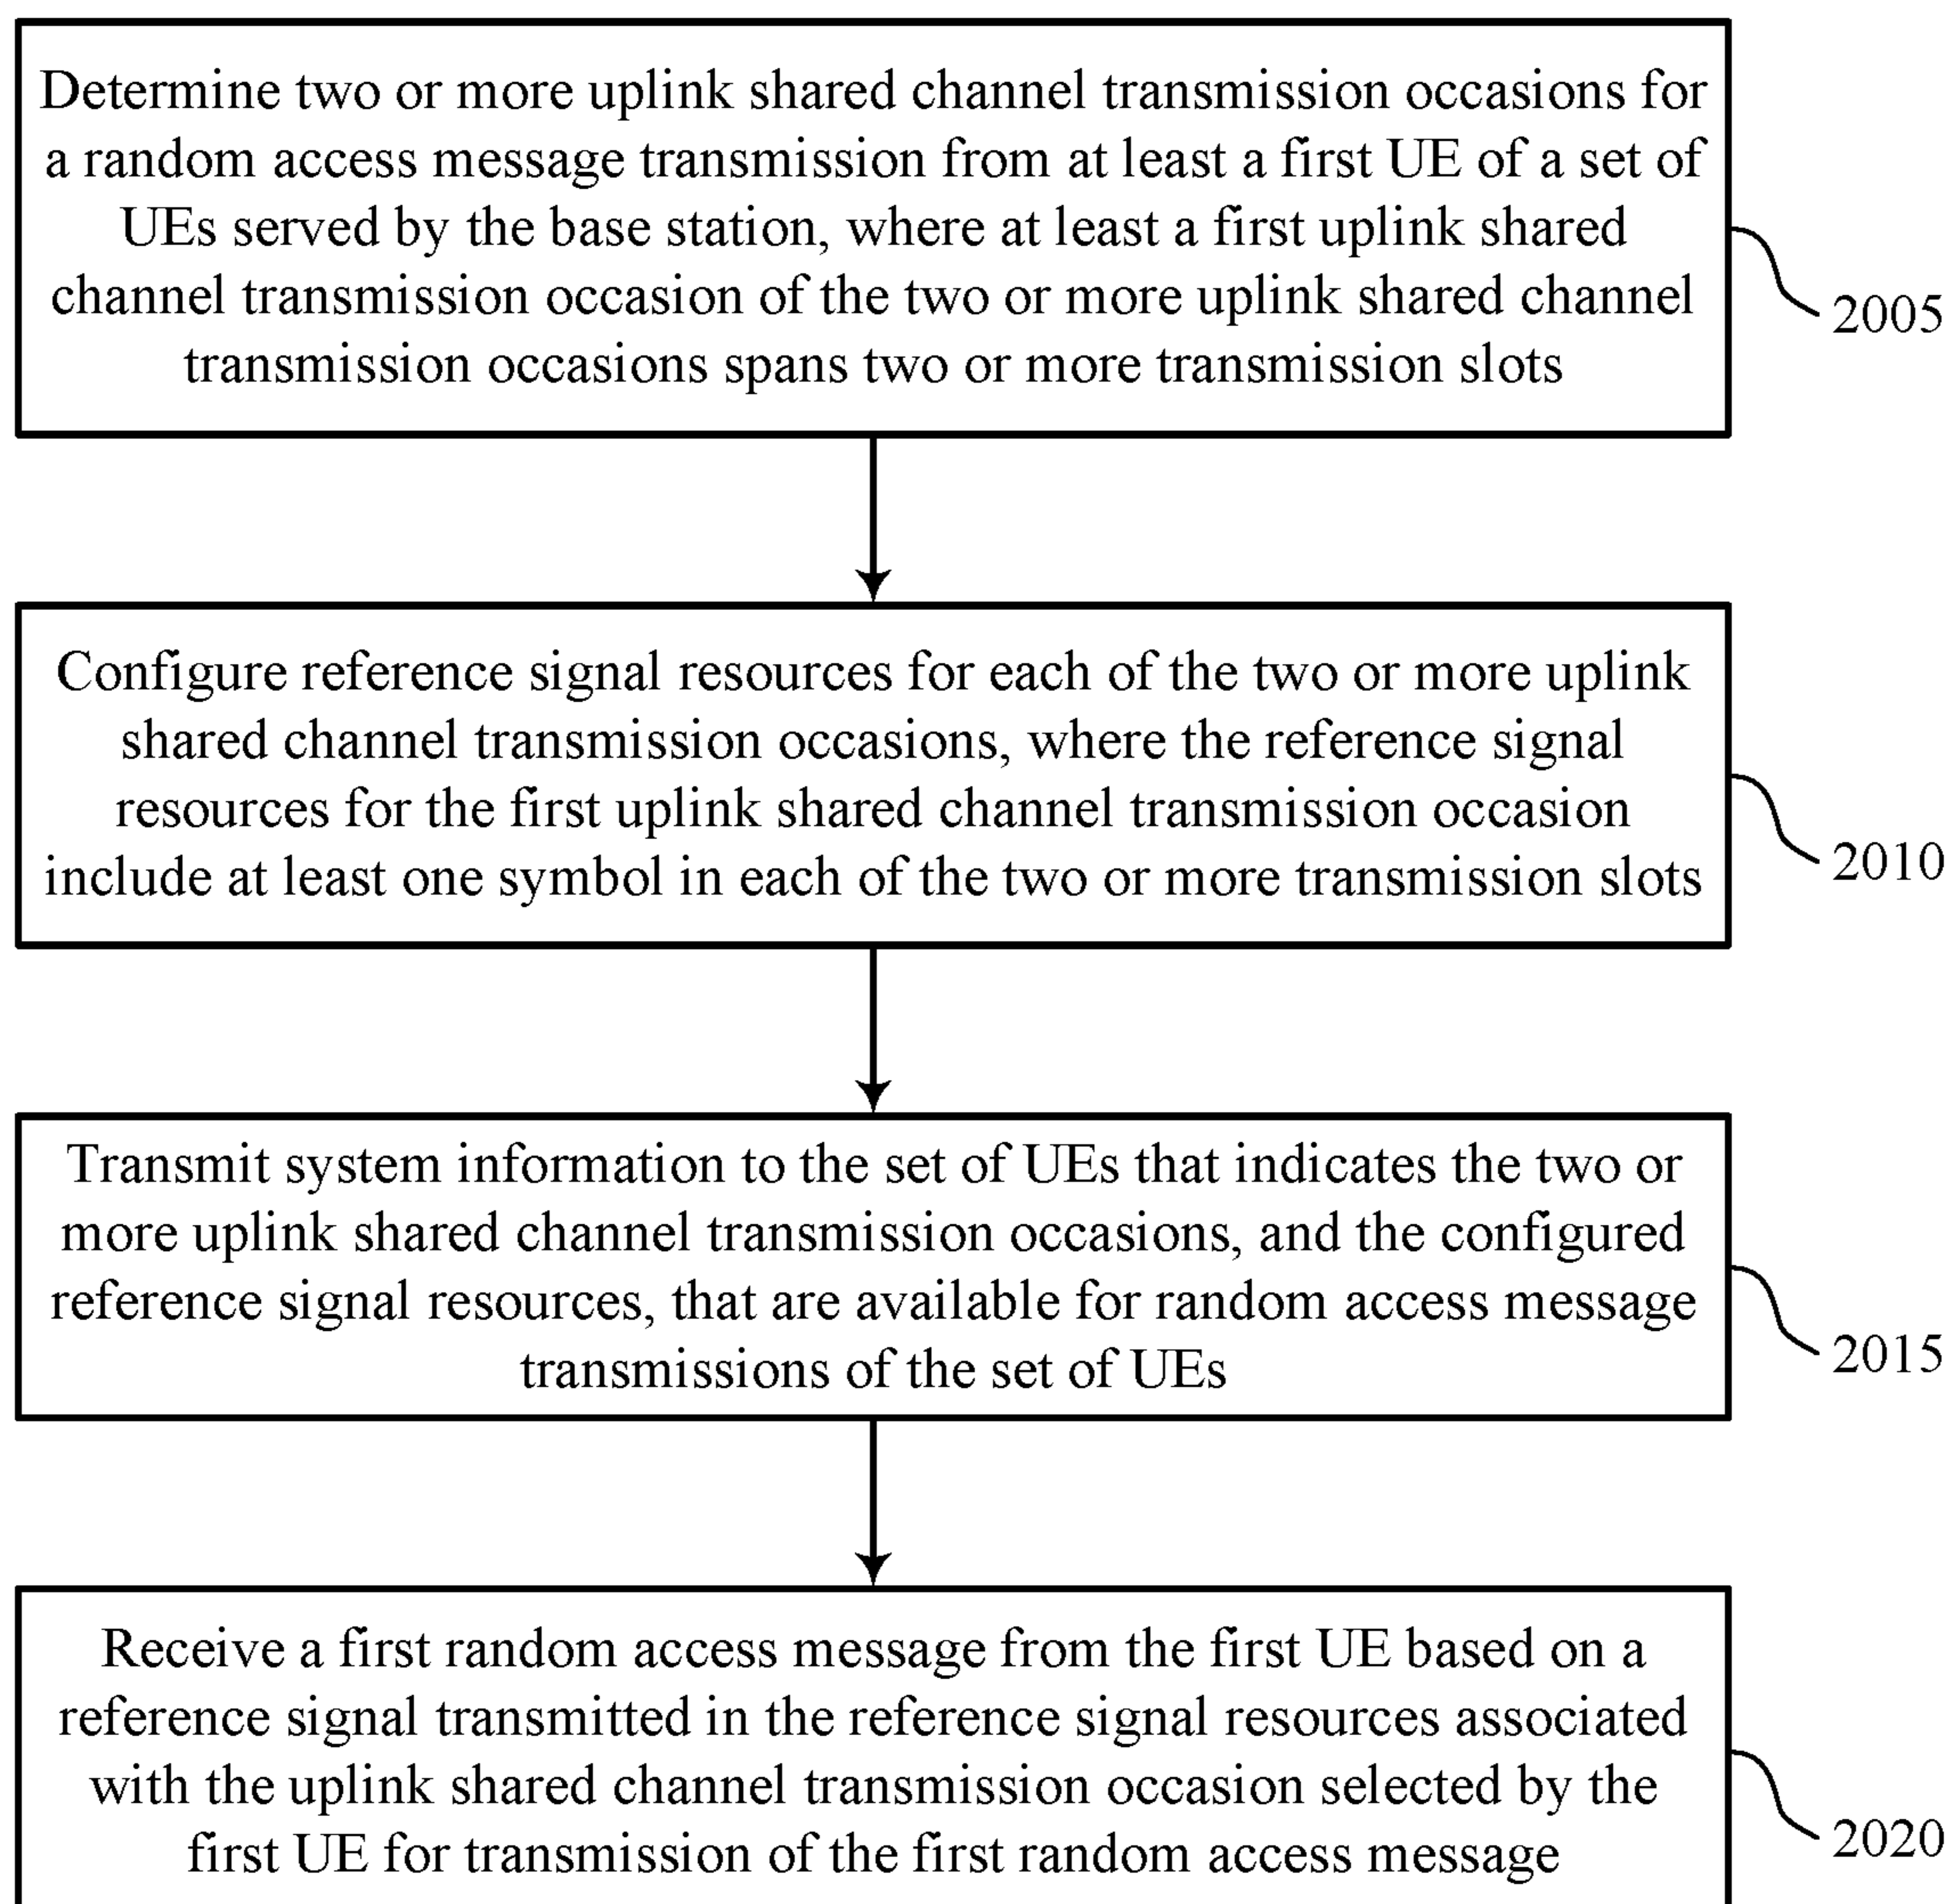 Determine two or more uplink shared channel transmission occasions for
a random access message transmission from at least a first UE of a set of
UEs served by the base station, where at least a first uplink shared
channel transmission occasion of the two or more uplink shared channel
transmission occasions spans two or more transmission slots
2005
Configure reference signal resources for each of the two or more uplink
shared channel transmission occasions, where the reference signal
resources for the first uplink shared channel transmission occasion
include at least one symbol in each of the two or more transmission slots
2010
Transmit system information to the set of UEs that indicates the two or
more uplink shared channel transmission occasions, and the configured
reference signal resources, that are available for random access message
transmissions of the set of UEs
2015
Receive a first random access message from the first UE based on a
reference signal transmitted in the reference signal resources associated
with the uplink shared channel transmission occasion selected by the
first UE for transmission of the first random access message
2020